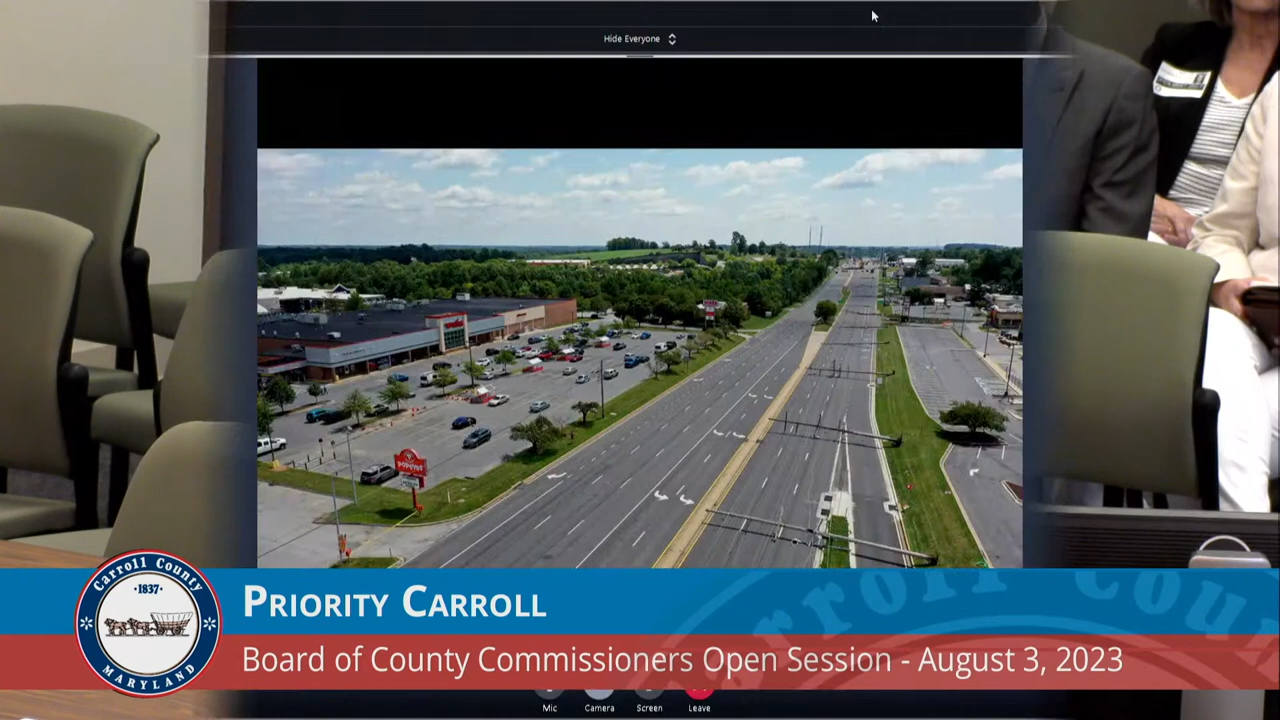 Hide Everyone
POPEYES
Carroll County
·1837·
MARYLAND
PRIORITY CARROLL
Board of County Commissioners Open Session - August 3, 2023
Mic
Camera
Screen
Leave